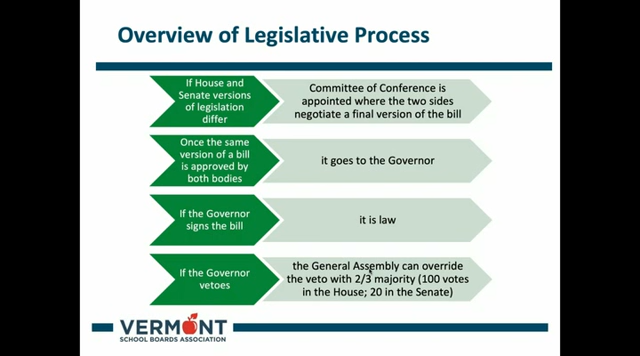 Overview of Legislative Process
If House and
Senate versions
of legislation
differ
Committee of Conference is
appointed where the two sides
negotiate a final version of the bill
Once the same
version of a bill
is approved by
both bodies
it goes to the Governor
If the Governor
signs the bill
it is law
If the Governor
vetoes
the General Assembly can override
the veto with 2/3 majority (100 votes
in the House; 20 in the Senate)
VERMONT
SCHOOL BOARDS ASSOCIATION